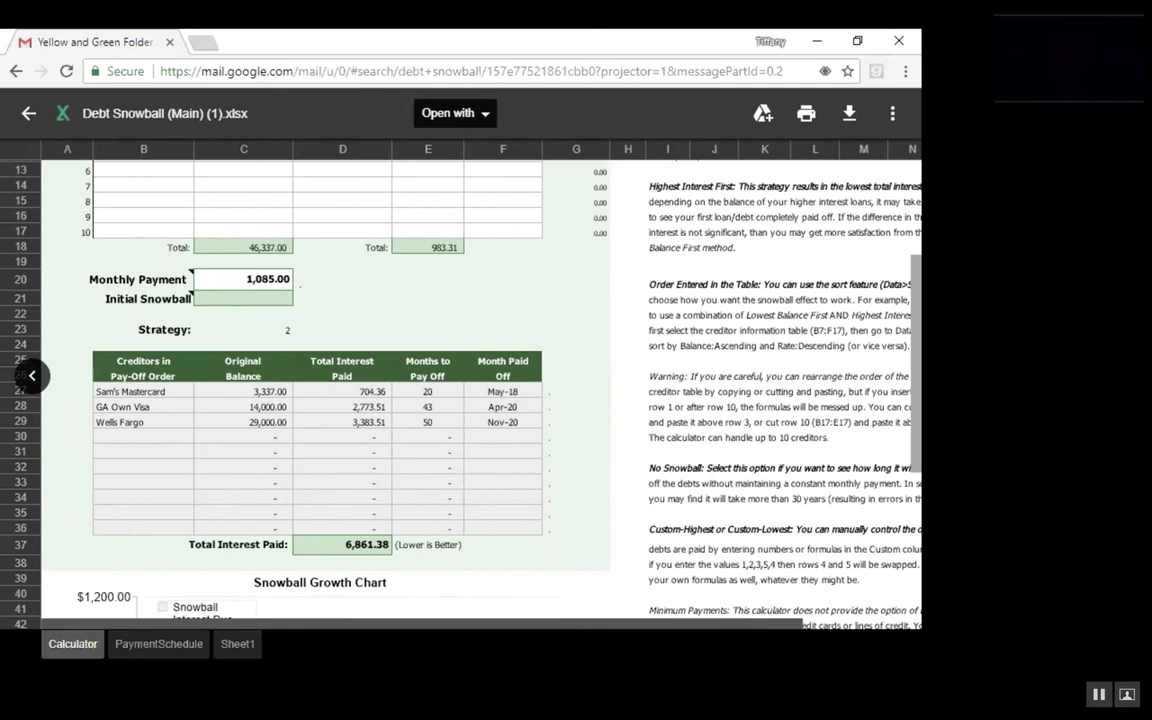 Yellow and Green Folder
Tiffany
Secure https://mail.google.com/mail/u/0/#search/debt+snowball/157e77521861cbb0?projector=1&messagePartId=0.2
Debt Snowball (Main) (1).xlsx
Open with
A B C D E F G H I J K L M N
13 6 0.00
14 7 0.00
15 8 0.00
16 9 0.00
17 10 0.00
18 Total: 46,337.00 Total: 983.31
19
20 Monthly Payment 1,085.00
21 Initial Snowball
22
23 Strategy: 2
24
25 Creditors in Original Total Interest Months to Month Paid
26 Pay-Off Order Balance Paid Pay Off Off
27 Sam's Mastercard 3,337.00 704.36 20 May-18
28 GA Own Visa 14,000.00 2,773.51 43 Apr-20
29 Wells Fargo 29,000.00 3,383.51 50 Nov-20
30 - - -
31 - - -
32 - - -
33 - - -
34 - - -
35 - - -
36 - - -
37 Total Interest Paid: 6,861.38 (Lower is Better)
38
39 Snowball Growth Chart
40 $1,200.00
41 Snowball
42
Highest Interest First: This strategy results in the lowest total interest
depending on the balance of your higher interest loans, it may take
to see your first loan/debt completely paid off. If the difference in th
interest is not significant, than you may get more satisfaction from th
Balance First method.
Order Entered in the Table: You can use the sort feature (Data>S
choose how you want the snowball effect to work. For example,
to use a combination of Lowest Balance First AND Highest Interes
first select the creditor information table (B7:F17), then go to Dat
sort by Balance:Ascending and Rate:Descending (or vice versa).
Warning: If you are careful, you can rearrange the order of the
creditor table by copying or cutting and pasting, but if you inser
row 1 or after row 10, the formulas will be messed up. You can cu
and paste it above row 3, or cut row 10 (B17:E17) and paste it ab
The calculator can handle up to 10 creditors.
No Snowball: Select this option if you want to see how long it wi
off the debts without maintaining a constant monthly payment. In s
you may find it will take more than 30 years (resulting in errors in th
Custom-Highest or Custom-Lowest: You can manually control the o
debts are paid by entering numbers or formulas in the Custom colu
if you enter the values 1,2,3,5,4 then rows 4 and 5 will be swapped.
your own formulas as well, whatever they might be.
Minimum Payments: This calculator does not provide the option of
edit cards or lines of credit. Yo
Calculator PaymentSchedule Sheet1